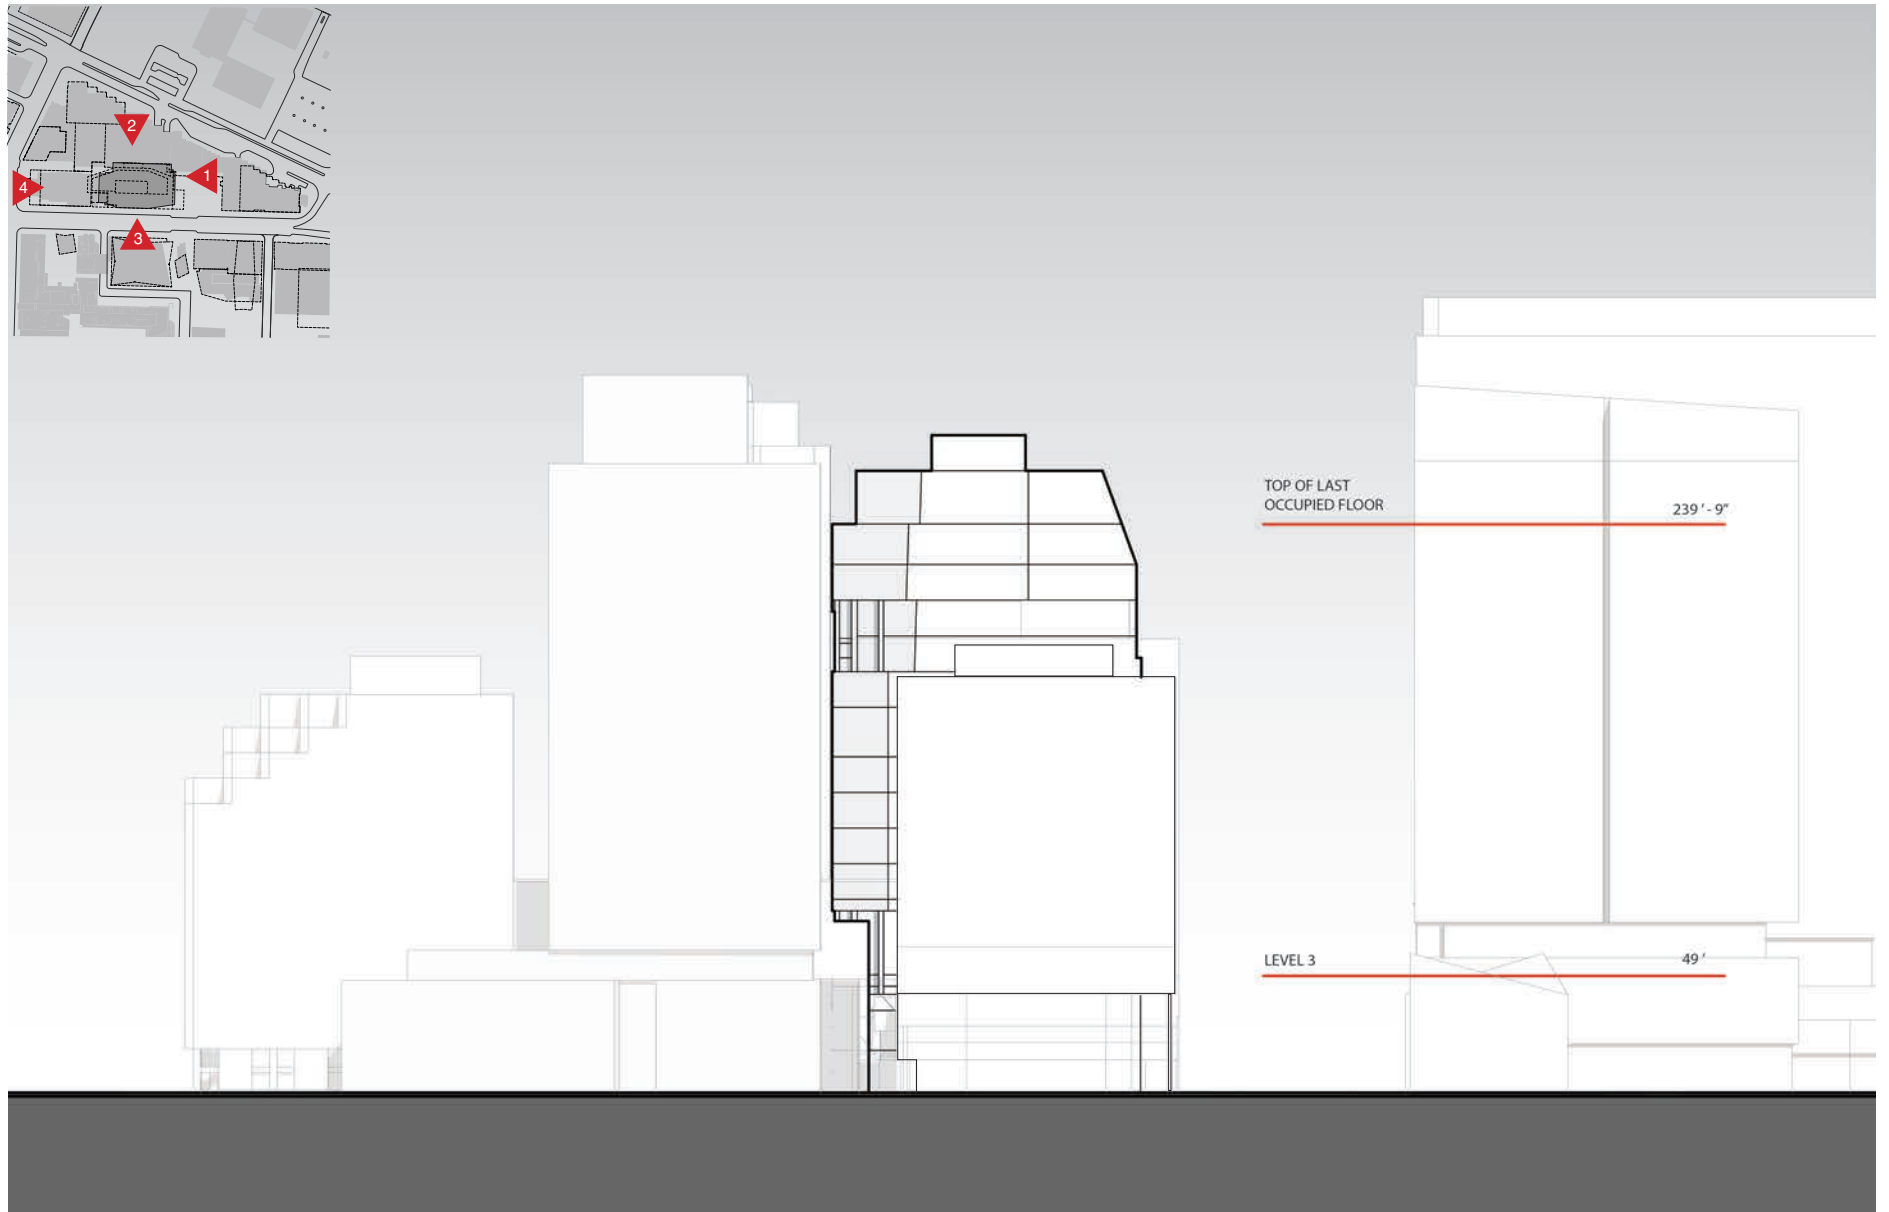 2
1
4
3
TOP OF LAST
OCCUPIED FLOOR
239 ' - 9"
LEVEL 3
49 '